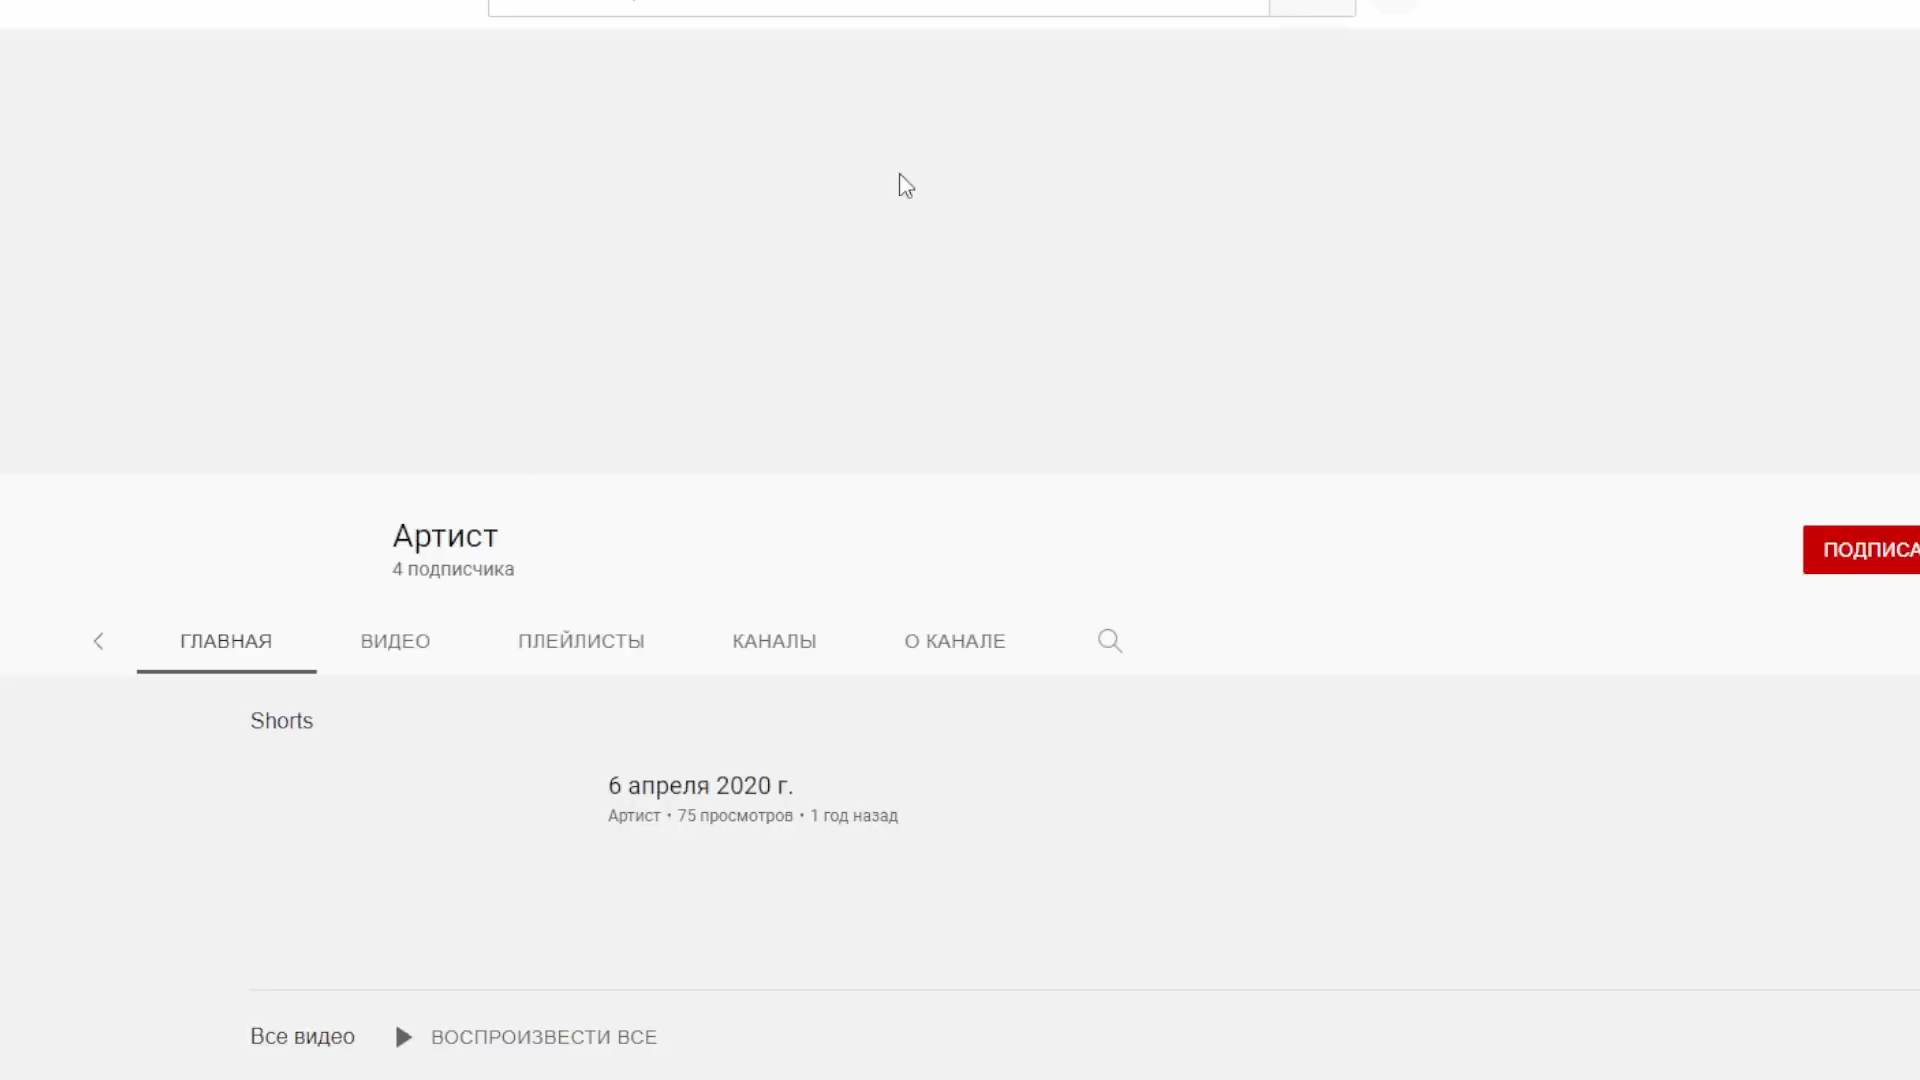 Артист
4 подписчика
ПОДПИСА
ГЛАВНАЯ
ВИДЕО
ПЛЕЙЛИСТЫ
КАНАЛЫ
О КАНАЛЕ
Shorts
6 апреля 2020 г.
Артист • 75 просмотров • 1 год назад
Все видео
ВОСПРОИЗВЕСТИ ВСЕ